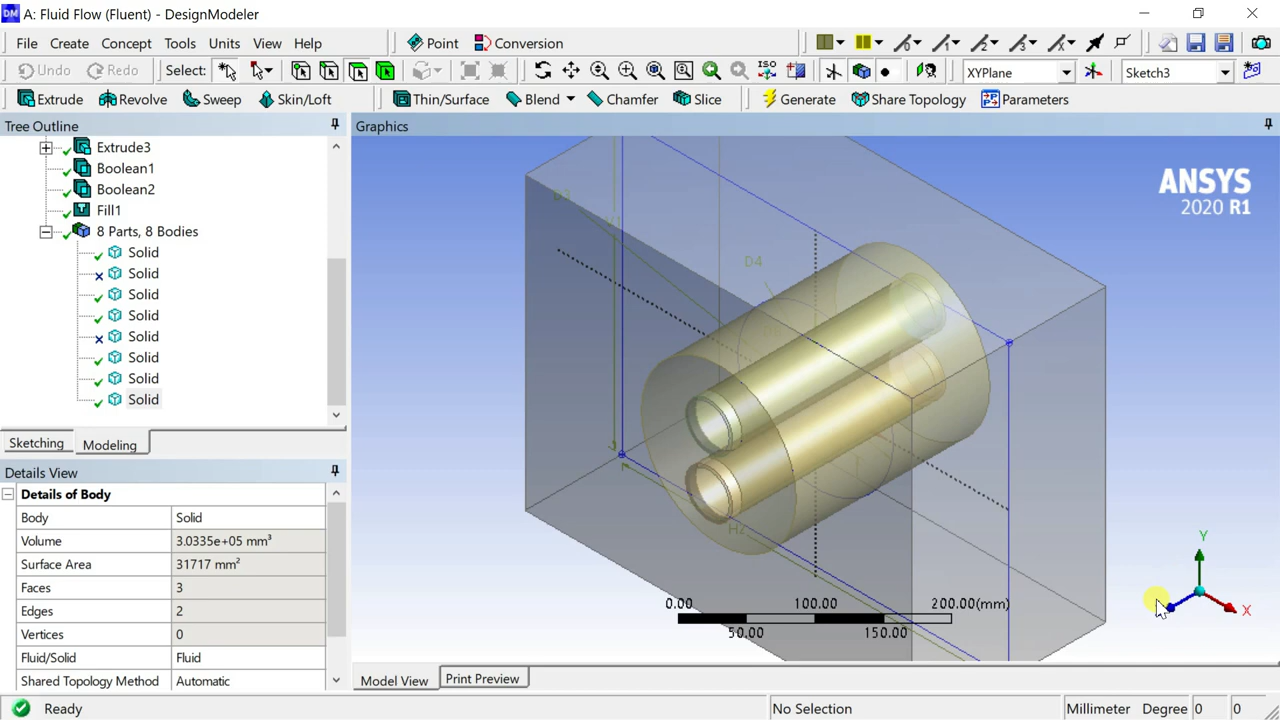 DM A: Fluid Flow (Fluent) - DesignModeler
File Create Concept Tools Units View Help Point Conversion
Undo Redo Select: ISO XYPlane Sketch3
Extrude Revolve Sweep Skin/Loft Thin/Surface Blend Chamfer Slice Generate Share Topology Parameters
Tree Outline
Graphics
Extrude3
Boolean1
Boolean2
Fill1
8 Parts, 8 Bodies
Solid
Solid
Solid
Solid
Solid
Solid
Solid
Solid
Sketching Modeling
Details View
Details of Body
Body Solid
Volume 3.0335e+05 mm³
Surface Area 31717 mm²
Faces 3
Edges 2
Vertices 0
Fluid/Solid Fluid
Shared Topology Method Automatic
ANSYS
2020 R1
D3
D4
H2
0.00 100.00 200.00(mm)
50.00 150.00
Y
X
Model View Print Preview
Ready No Selection Millimeter Degree 0 0